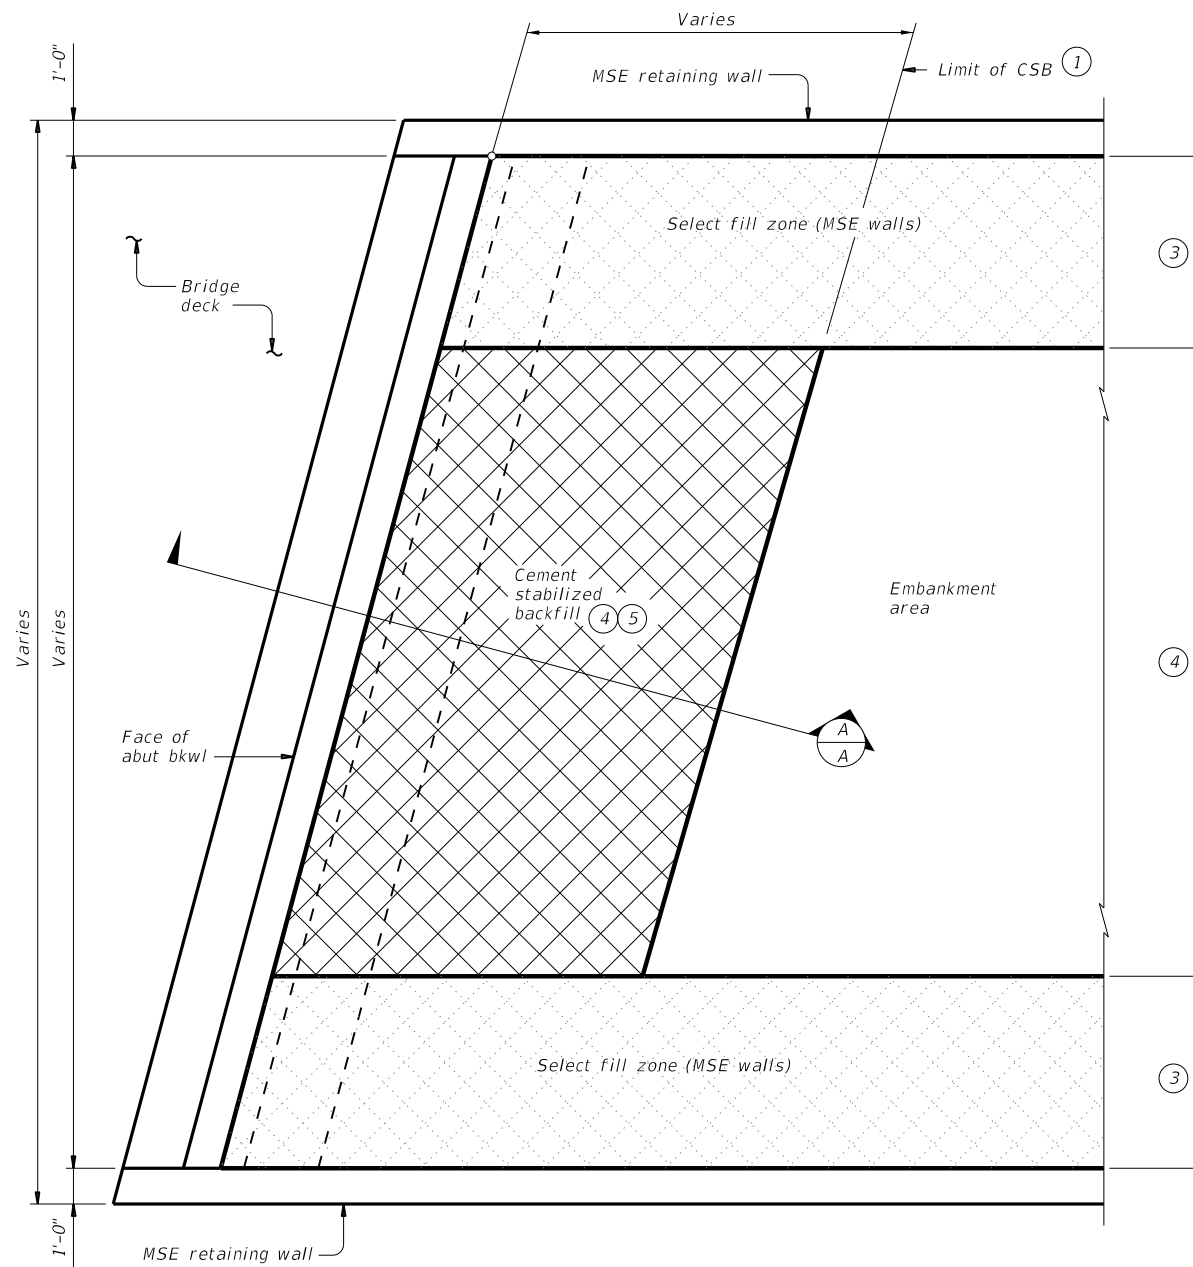 Varies
1'-0"
MSE retaining wall
Limit of CSB 1
Select fill zone (MSE walls)
3
Bridge
deck
Cement
stabilized
backfill 4 5
Embankment
area
Varies
Varies
4
Face of
abut bkwl
A
A
Select fill zone (MSE walls)
3
1'-0"
MSE retaining wall